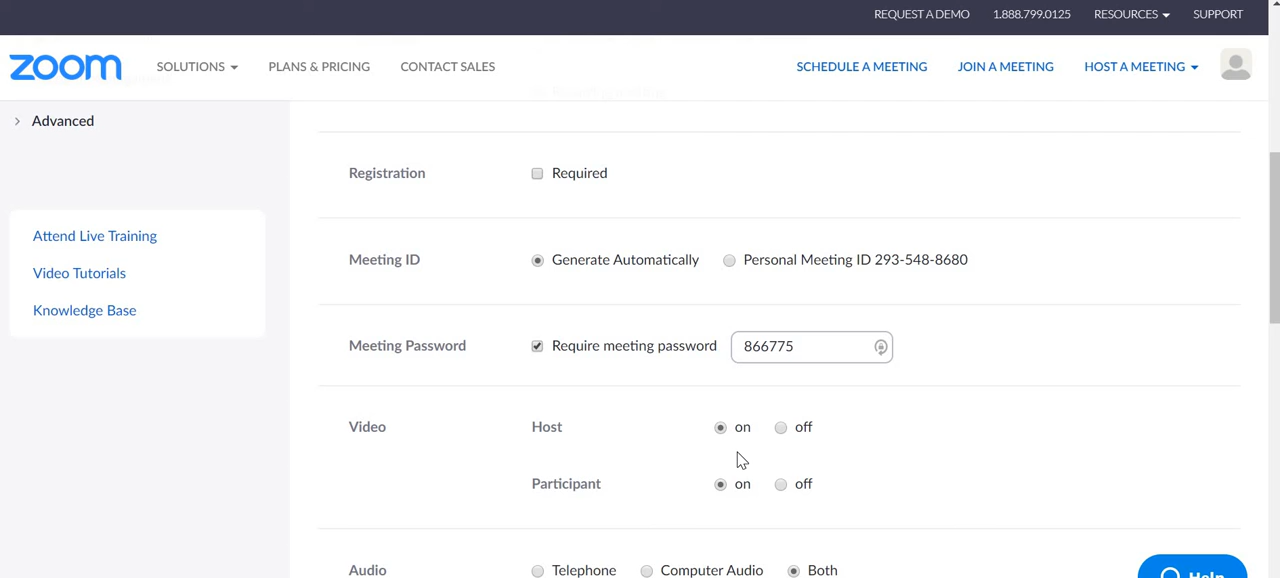 REQUEST A DEMO 1.888.799.0125 RESOURCES SUPPORT
zoom SOLUTIONS PLANS & PRICING CONTACT SALES SCHEDULE A MEETING JOIN A MEETING HOST A MEETING
Advanced
Registration Required
Attend Live Training
Meeting ID Generate Automatically Personal Meeting ID 293-548-8680
Video Tutorials
Knowledge Base
Meeting Password Require meeting password 866775
Video Host on off
Participant on off
Audio Telephone Computer Audio Both
Help